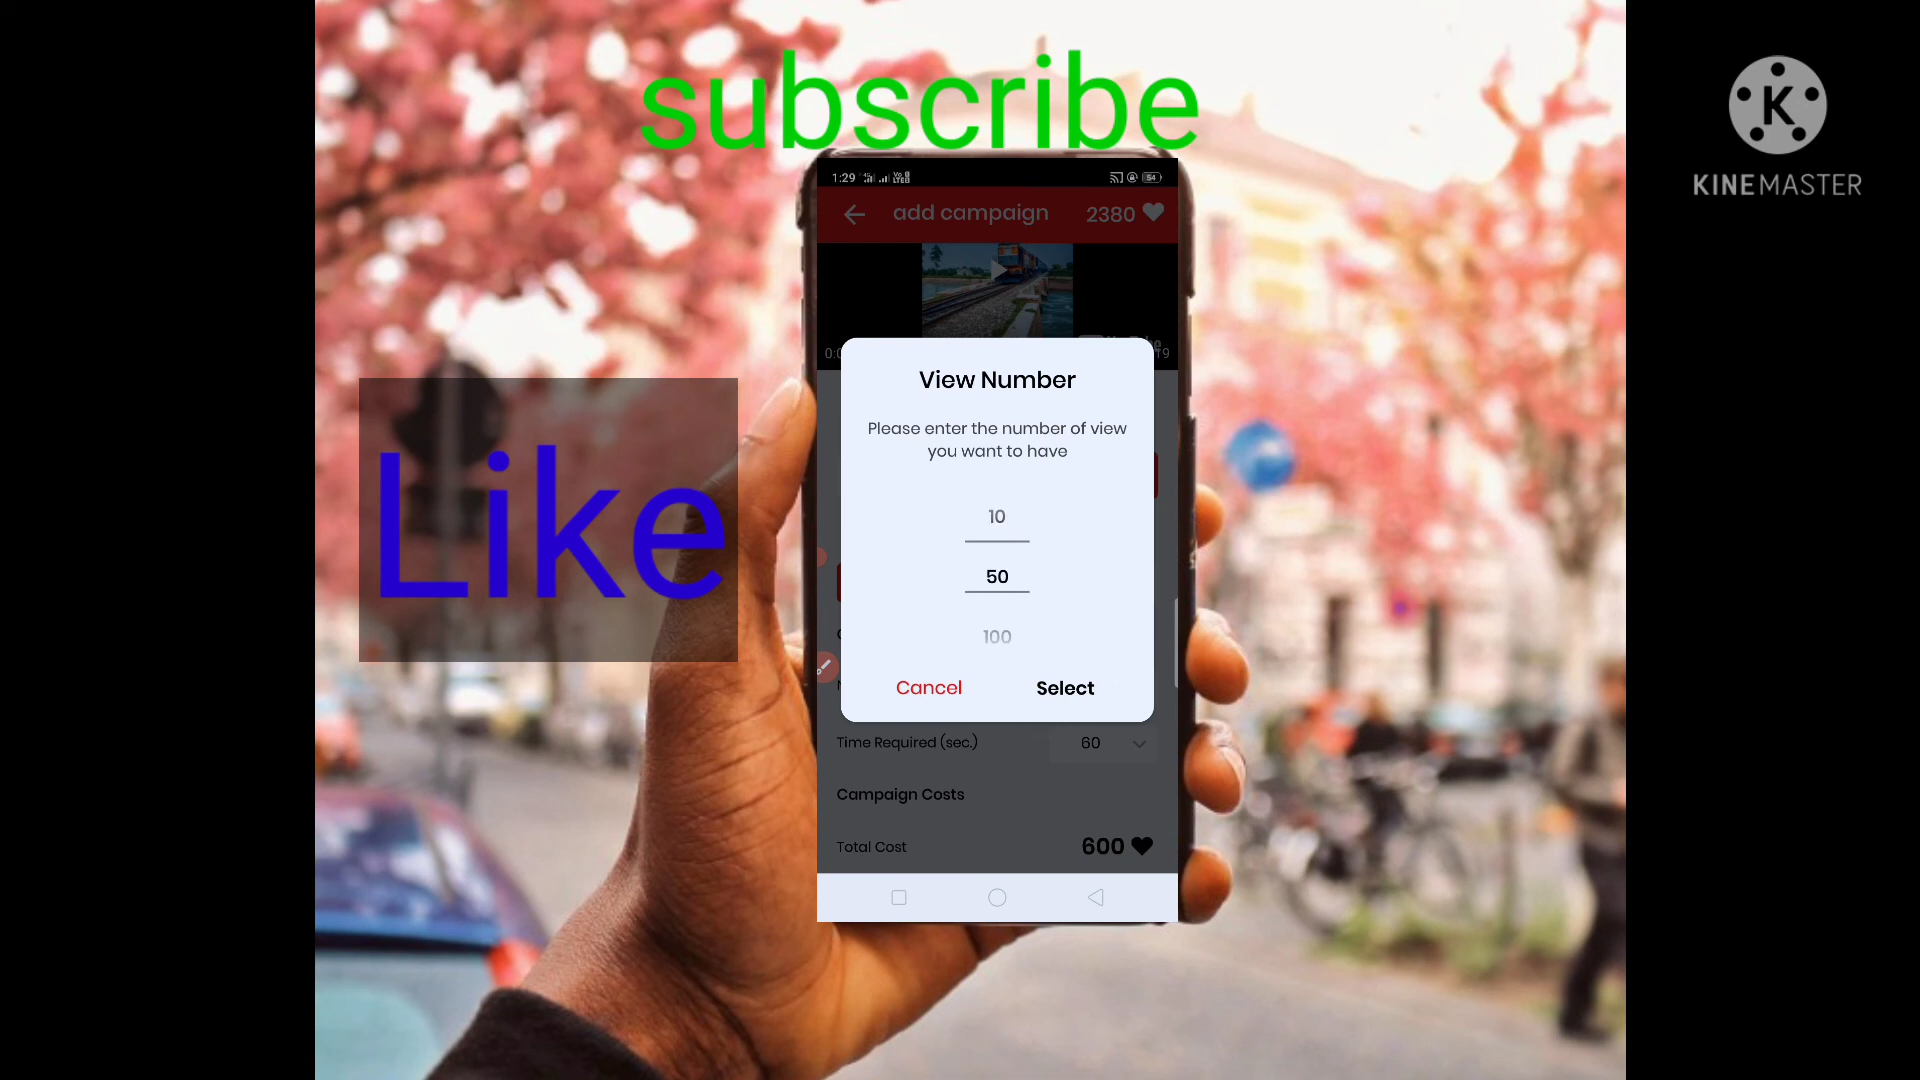 subscribe
KINEMASTER
1:29
54
add campaign 2380
View Number
Please enter the number of view
you want to have
10
50
100
Cancel Select
Time Required (sec.) 60
Campaign Costs
Total Cost 600
Like